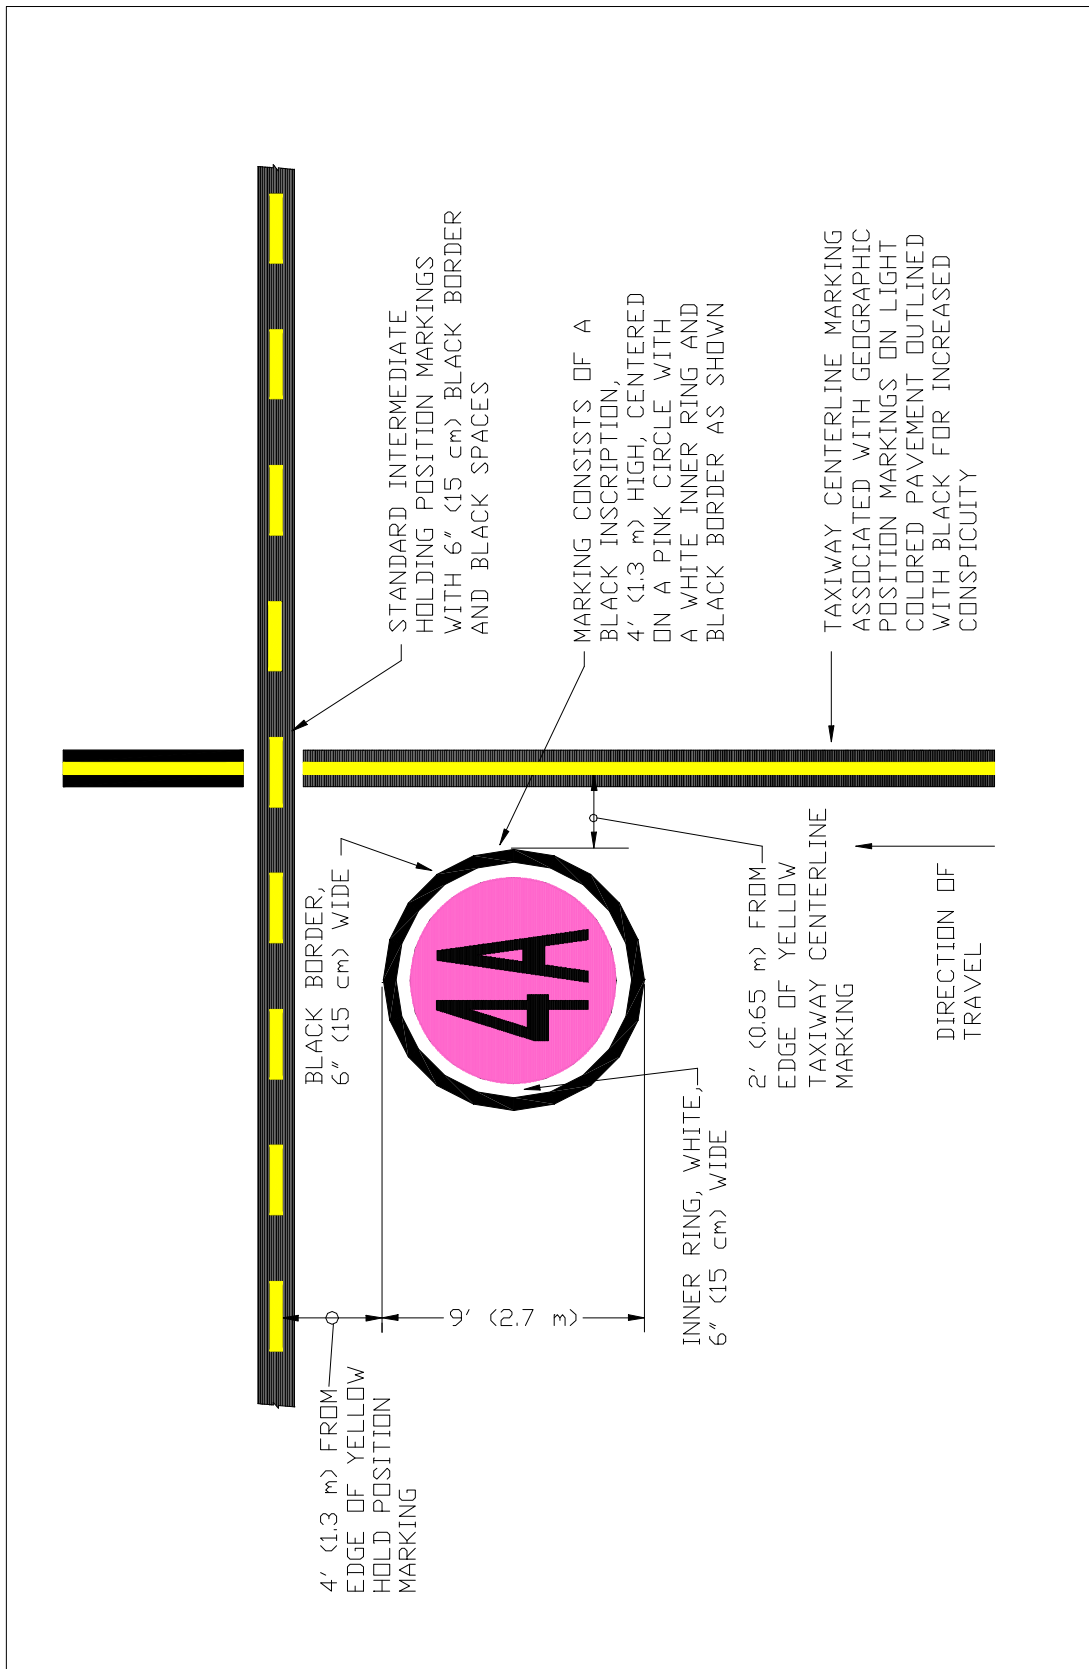 STANDARD INTERMEDIATE
HOLDING POSITION MARKINGS
WITH 6" (15 cm) BLACK BORDER
AND BLACK SPACES
MARKING CONSISTS OF A
BLACK INSCRIPTION,
4' (1.3 m) HIGH, CENTERED
ON A PINK CIRCLE WITH
A WHITE INNER RING AND
BLACK BORDER AS SHOWN
TAXIWAY CENTERLINE MARKING
ASSOCIATED WITH GEOGRAPHIC
POSITION MARKINGS ON LIGHT
COLORED PAVEMENT OUTLINED
WITH BLACK FOR INCREASED
CONSPICUITY
BLACK BORDER,
6" (15 cm) WIDE
4A
2' (0.65 m) FROM
EDGE OF YELLOW
TAXIWAY CENTERLINE
MARKING
DIRECTION OF
TRAVEL
INNER RING, WHITE,
6" (15 cm) WIDE
9' (2.7 m)
4' (1.3 m) FROM
EDGE OF YELLOW
HOLD POSITION
MARKING